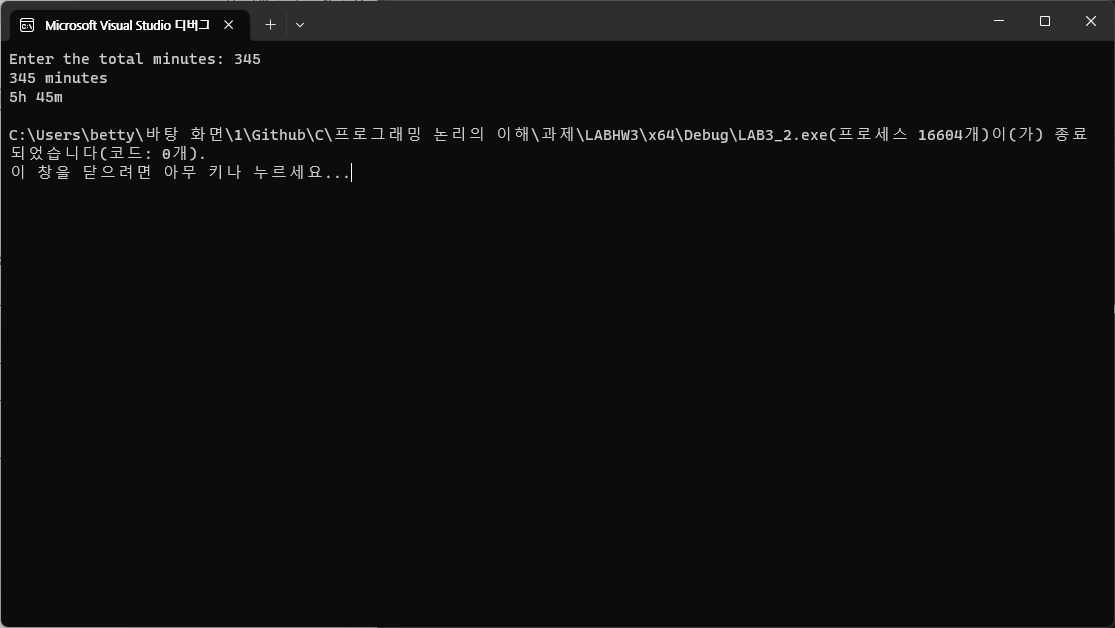 Microsoft Visual Studio 디버그
Enter the total minutes: 345
345 minutes
5h 45m
C:\Users\betty\바탕 화면\1\Github\C\프로그래밍 논리의 이해\과제\LABHW3\x64\Debug\LAB3_2.exe(프로세스 16604개)이(가) 종료
되었습니다(코드: 0개).
이 창을 닫으려면 아무 키나 누르세요...